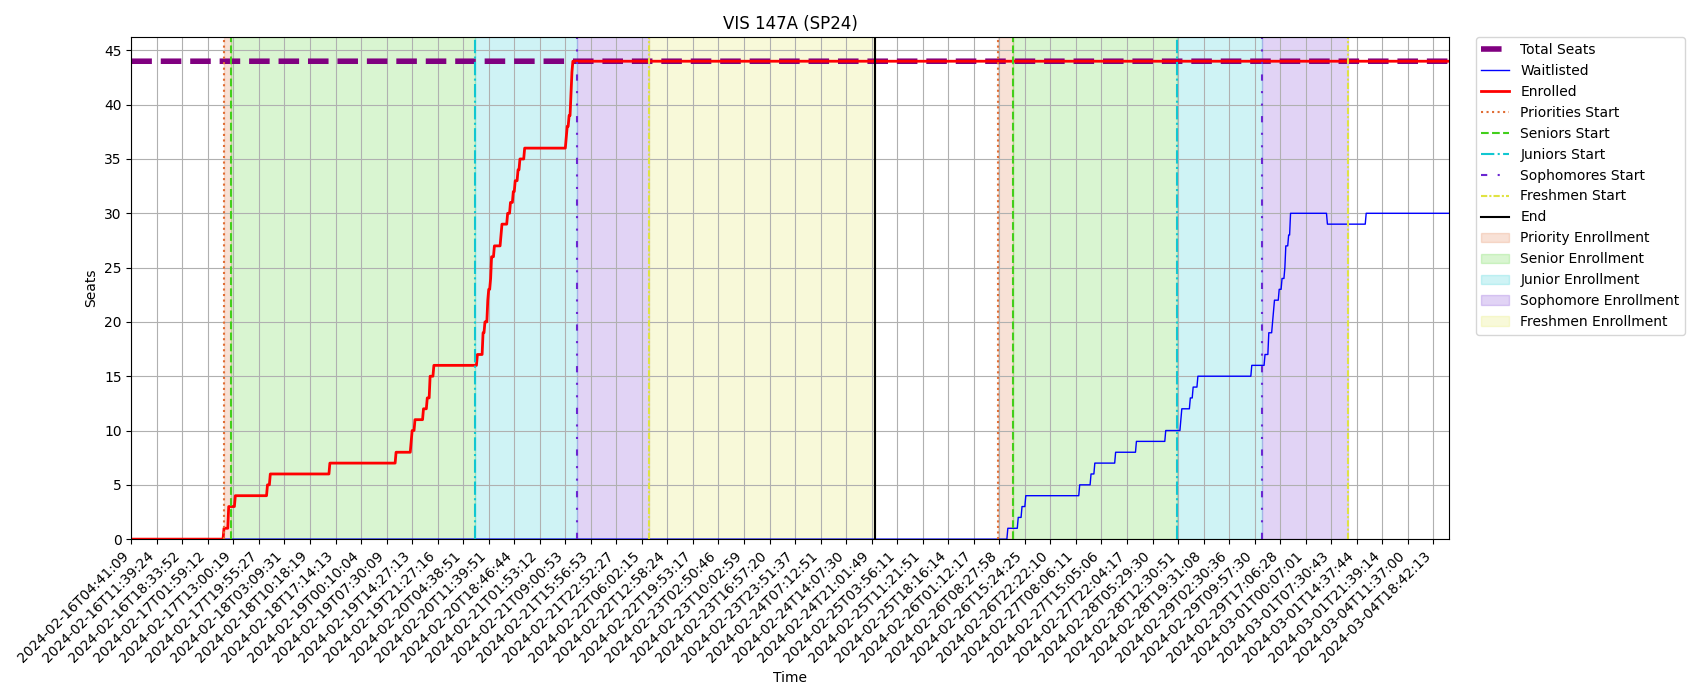 VIS 147A (SP24)
Seats
45
40
35
30
25
20
15
10
5
0
2024-02-16T04:41:09
2024-02-16T11:39:24
2024-02-16T18:33:52
2024-02-17T01:59:12
2024-02-17T13:00:19
2024-02-17T19:55:27
2024-02-18T03:09:31
2024-02-18T10:18:19
2024-02-18T17:14:13
2024-02-19T00:10:04
2024-02-19T07:30:09
2024-02-19T14:27:13
2024-02-19T21:27:16
2024-02-20T04:38:51
2024-02-20T11:39:51
2024-02-20T18:46:44
2024-02-21T01:53:12
2024-02-21T09:00:53
2024-02-21T15:56:53
2024-02-21T22:52:27
2024-02-22T06:02:15
2024-02-22T12:58:24
2024-02-22T19:53:17
2024-02-23T02:50:46
2024-02-23T10:02:59
2024-02-23T16:57:20
2024-02-23T23:51:37
2024-02-24T07:12:51
2024-02-24T14:07:30
2024-02-24T21:01:49
2024-02-25T03:56:11
2024-02-25T11:21:51
2024-02-25T18:16:14
2024-02-26T01:12:17
2024-02-26T08:27:58
2024-02-26T15:24:25
2024-02-26T22:22:10
2024-02-27T08:06:11
2024-02-27T15:05:06
2024-02-27T22:04:17
2024-02-28T05:29:30
2024-02-28T12:30:51
2024-02-28T19:31:08
2024-02-29T02:30:36
2024-02-29T09:57:30
2024-02-29T17:06:28
2024-03-01T00:07:01
2024-03-01T07:30:43
2024-03-01T14:37:44
2024-03-01T21:39:14
2024-03-04T11:37:00
2024-03-04T18:42:13
Time
Total Seats
Waitlisted
Enrolled
Priorities Start
Seniors Start
Juniors Start
Sophomores Start
Freshmen Start
End
Priority Enrollment
Senior Enrollment
Junior Enrollment
Sophomore Enrollment
Freshmen Enrollment